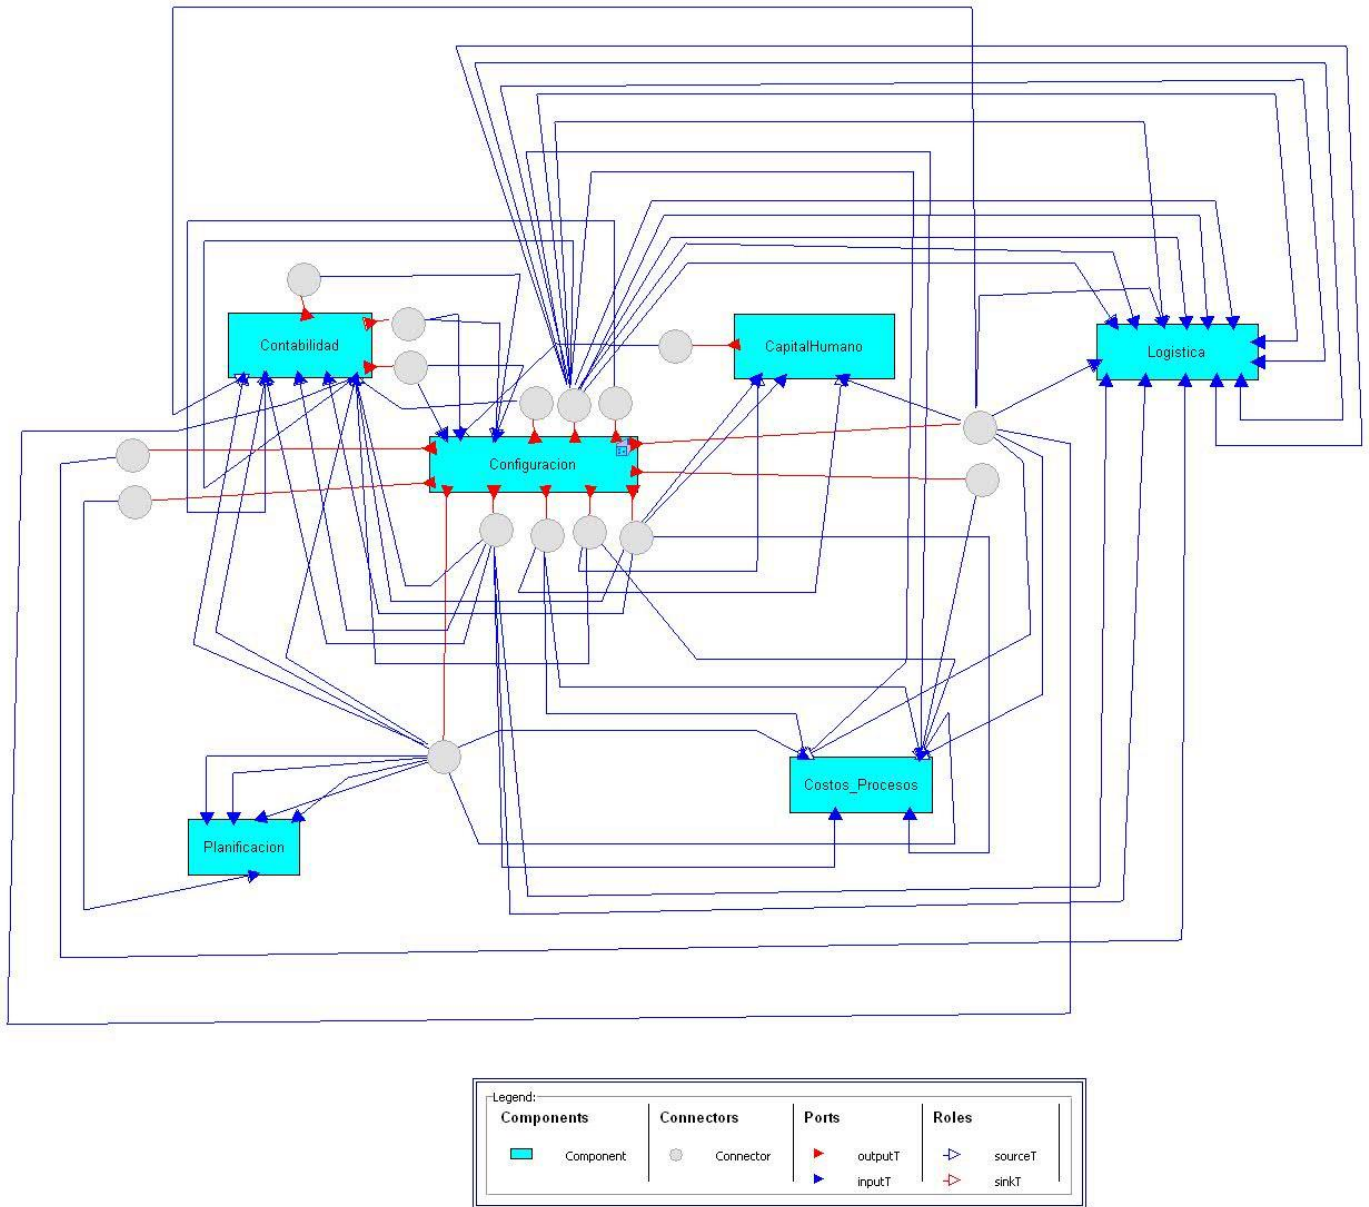 Contabilidad
CapitalHumano
Logistica
Configuracion
Costos_Procesos
Planificacion
Legend:
Components Connectors Ports Roles
Component Connector outputT sourceT
inputT sinkT